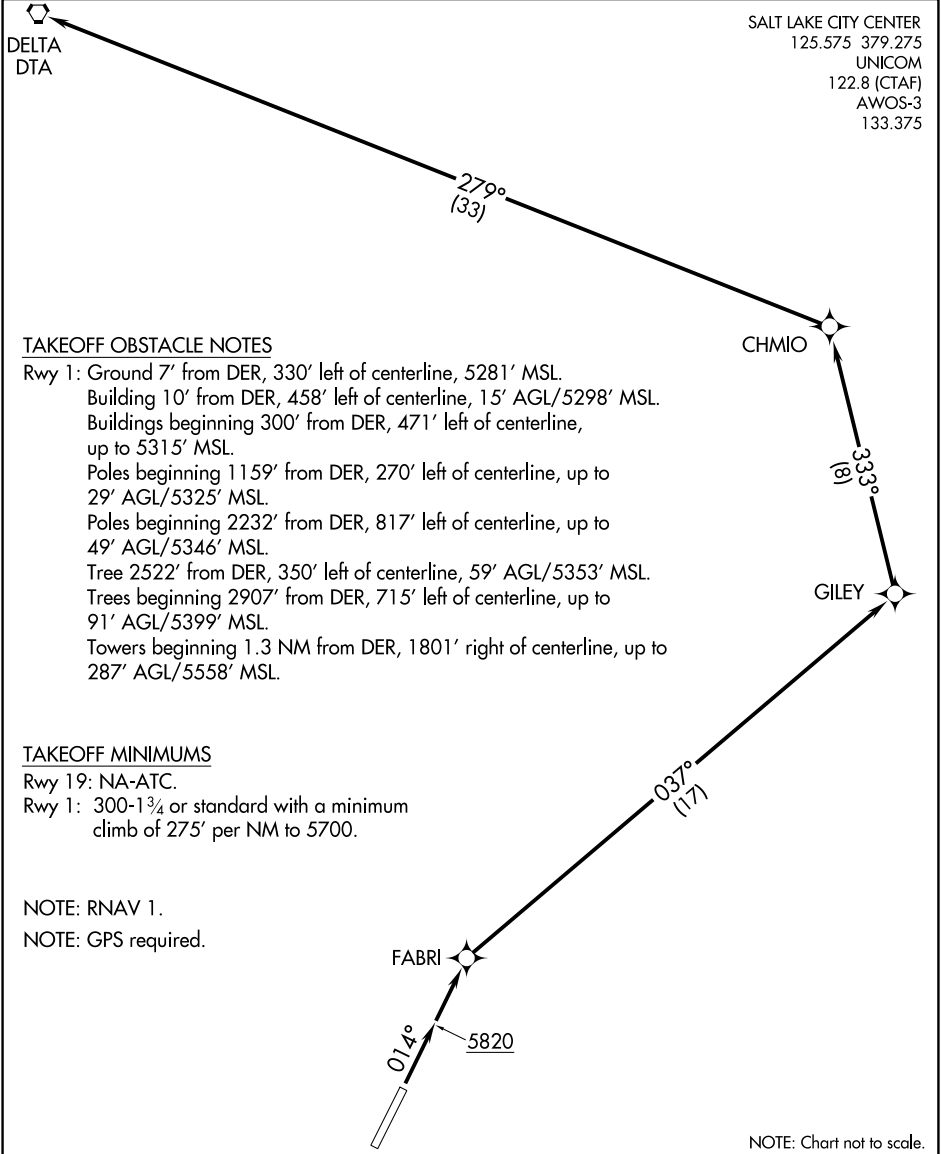 DELTA
DTA
SALT LAKE CITY CENTER
125.575 379.275
UNICOM
122.8 (CTAF)
AWOS-3
133.375
279°
(33)
CHMIO
TAKEOFF OBSTACLE NOTES
Rwy 1: Ground 7' from DER, 330' left of centerline, 5281' MSL.
Building 10' from DER, 458' left of centerline, 15' AGL/5298' MSL.
Buildings beginning 300' from DER, 471' left of centerline,
up to 5315' MSL.
Poles beginning 1159' from DER, 270' left of centerline, up to
29' AGL/5325' MSL.
Poles beginning 2232' from DER, 817' left of centerline, up to
49' AGL/5346' MSL.
Tree 2522' from DER, 350' left of centerline, 59' AGL/5353' MSL.
Trees beginning 2907' from DER, 715' left of centerline, up to
91' AGL/5399' MSL.
Towers beginning 1.3 NM from DER, 1801' right of centerline, up to
287' AGL/5558' MSL.
333°
(8)
GILEY
TAKEOFF MINIMUMS
Rwy 19: NA-ATC.
Rwy 1: 300-1¾ or standard with a minimum
climb of 275' per NM to 5700.
037°
(17)
NOTE: RNAV 1.
NOTE: GPS required.
FABRI
014°
5820
NOTE: Chart not to scale.